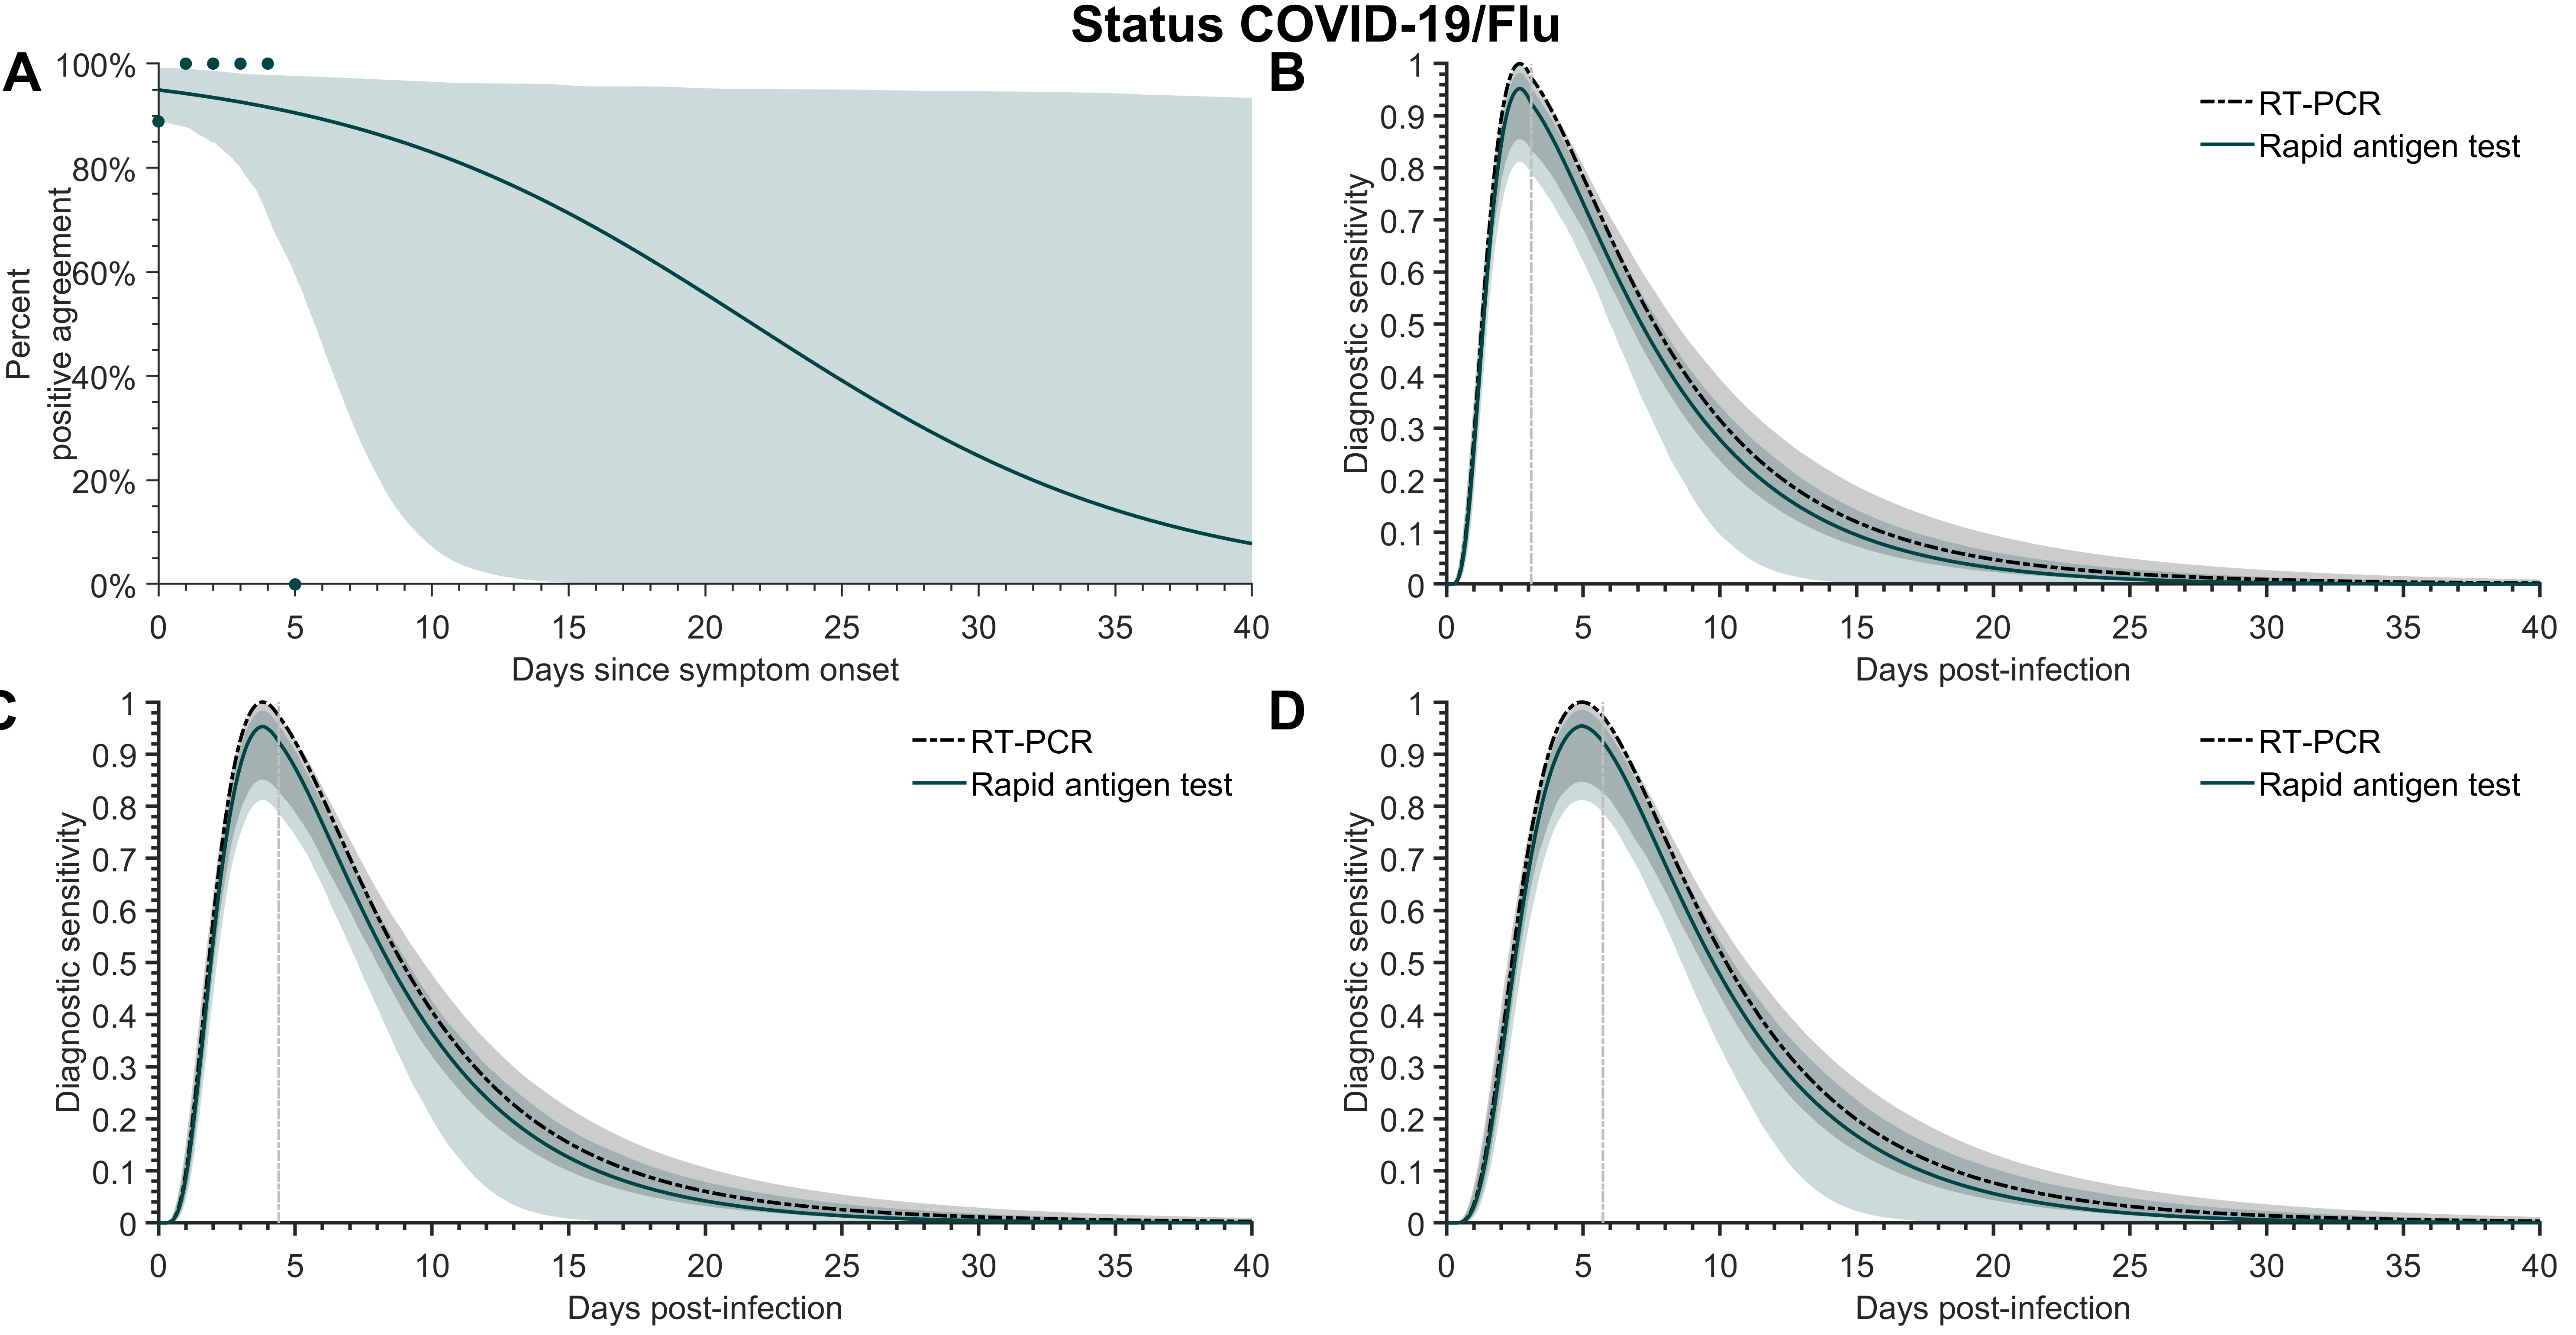 Status COVID-19/Flu
A
100%
80%
60%
40%
20%
0%
Percent
positive agreement
0 5 10 15 20 25 30 35 40
Days since symptom onset
B
1
0.9
0.8
0.7
0.6
0.5
0.4
0.3
0.2
0.1
0
Diagnostic sensitivity
RT-PCR
Rapid antigen test
0 5 10 15 20 25 30 35 40
Days post-infection
C
1
0.9
0.8
0.7
0.6
0.5
0.4
0.3
0.2
0.1
0
Diagnostic sensitivity
RT-PCR
Rapid antigen test
0 5 10 15 20 25 30 35 40
Days post-infection
D
1
0.9
0.8
0.7
0.6
0.5
0.4
0.3
0.2
0.1
0
Diagnostic sensitivity
RT-PCR
Rapid antigen test
0 5 10 15 20 25 30 35 40
Days post-infection